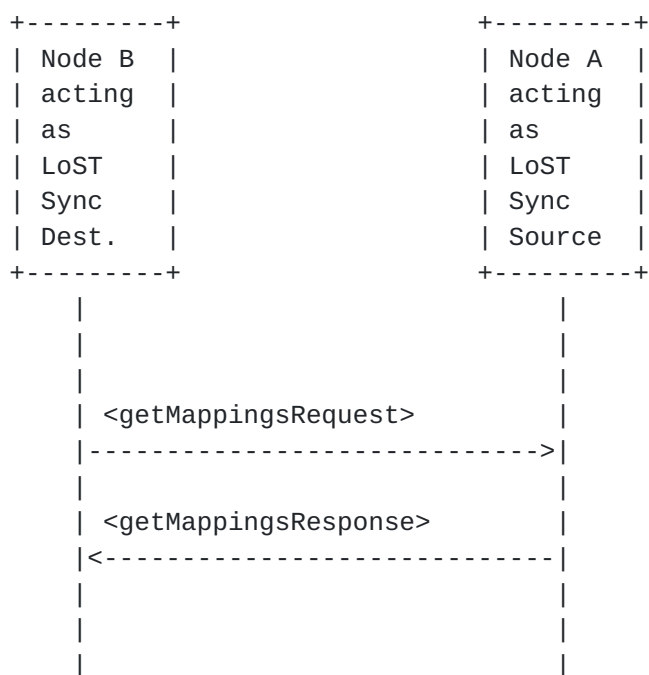 Node B
acting
as
LoST
Sync
Dest.
Node A
acting
as
LoST
Sync
Source
<getMappingsRequest>
<getMappingsResponse>